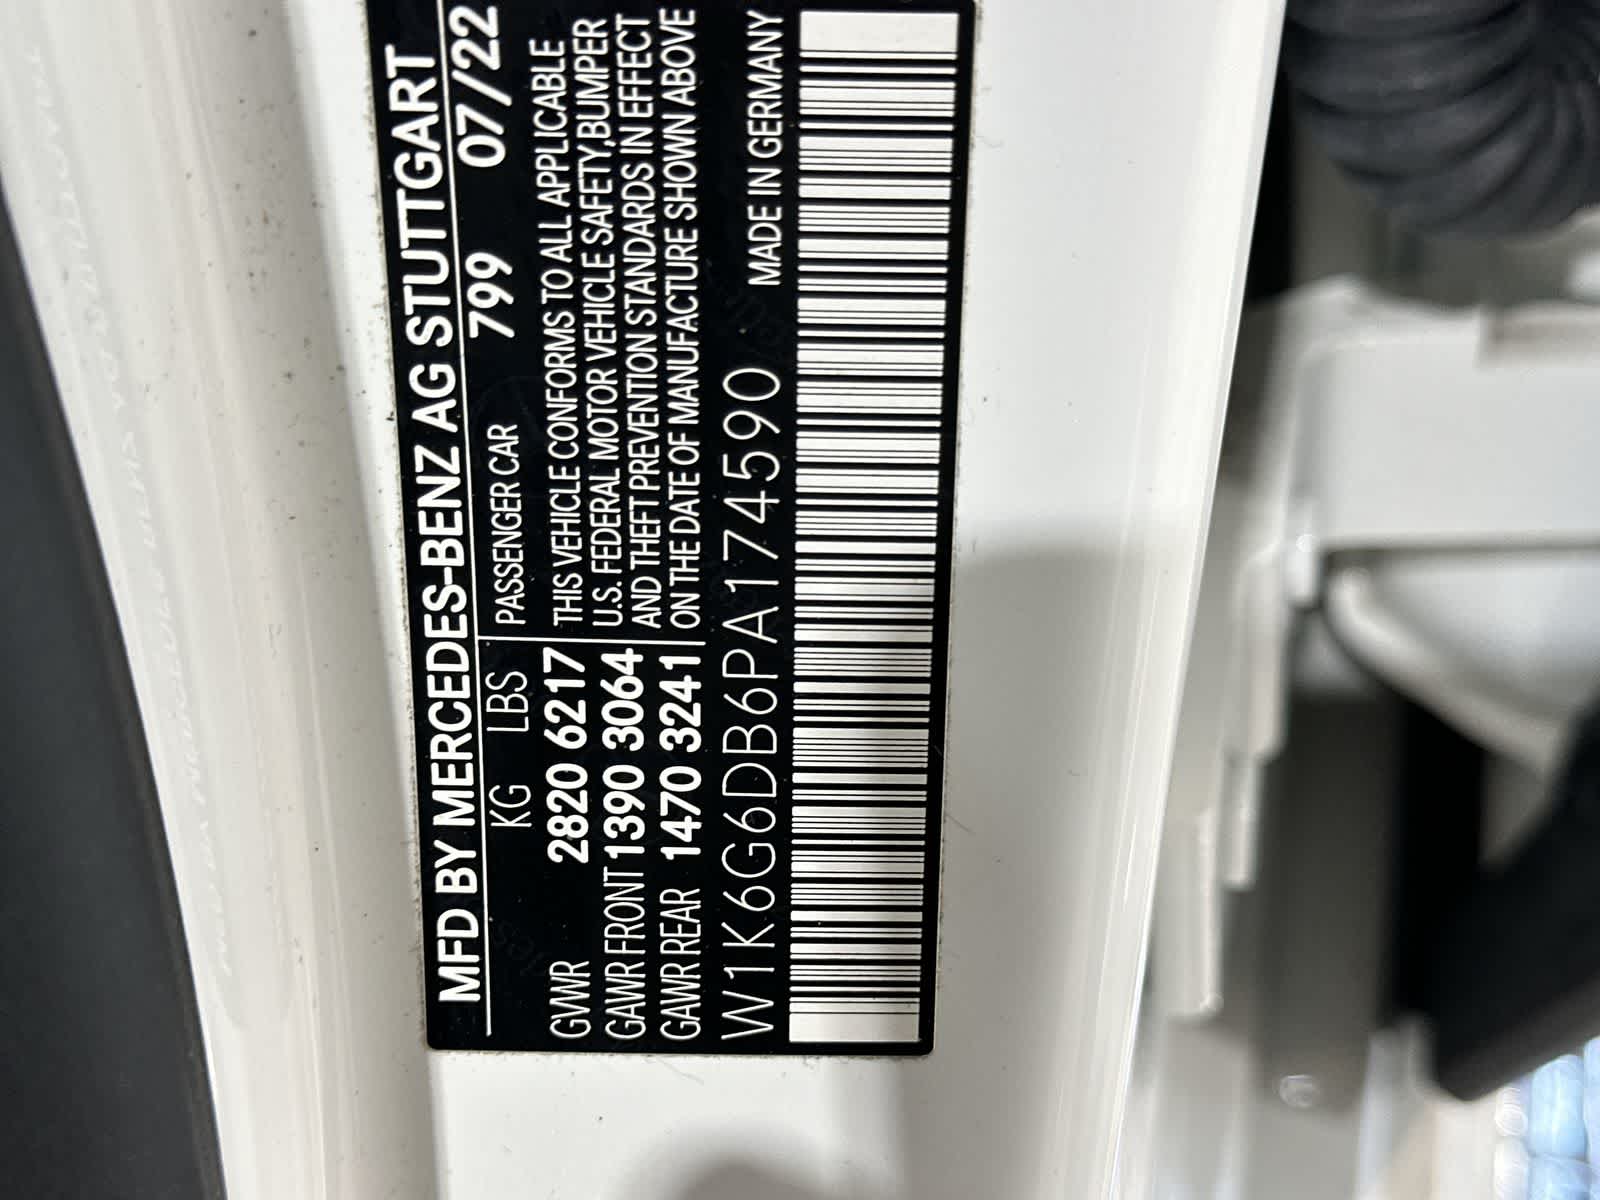 MFD BY MERCEDES-BENZ AG STUTTGART
KG LBS
PASSENGER CAR 799 07/22
GVWR 2820 6217
GAWR FRONT 1390 3064
GAWR REAR 1470 3241
THIS VEHICLE CONFORMS TO ALL APPLICABLE
U.S. FEDERAL MOTOR VEHICLE SAFETY,BUMPER
AND THEFT PREVENTION STANDARDS IN EFFECT
ON THE DATE OF MANUFACTURE SHOWN ABOVE
W1K6G6DB6PA174590 MADE IN GERMANY